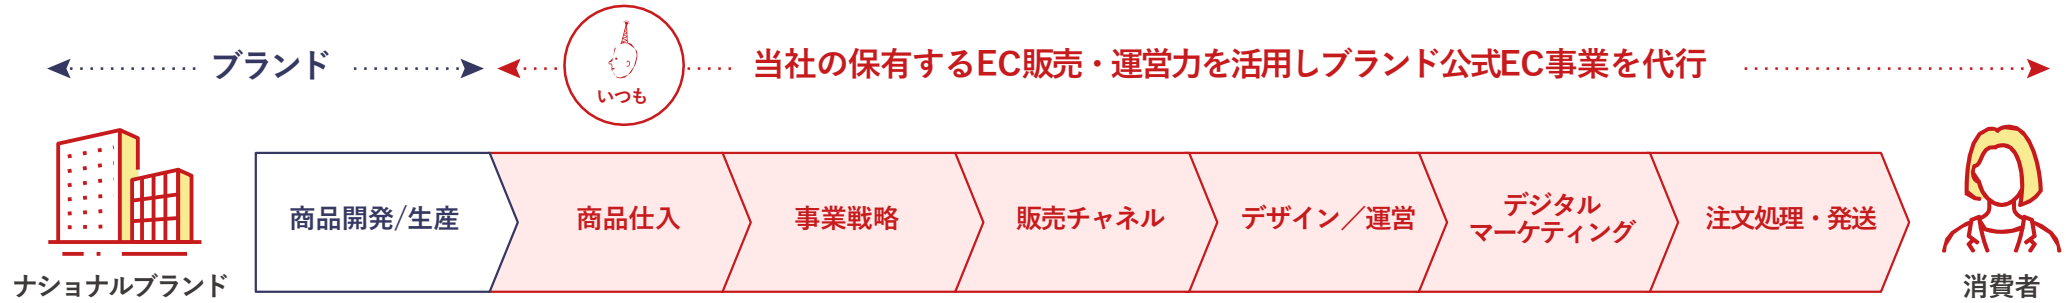 ブランド
いつも
当社の保有するEC販売・運営力を活用しブランド公式EC事業を代行
商品開発/生産
商品仕入
事業戦略
販売チャネル
デザイン／運営
デジタル
マーケティング
注文処理・発送
ナショナルブランド
消費者